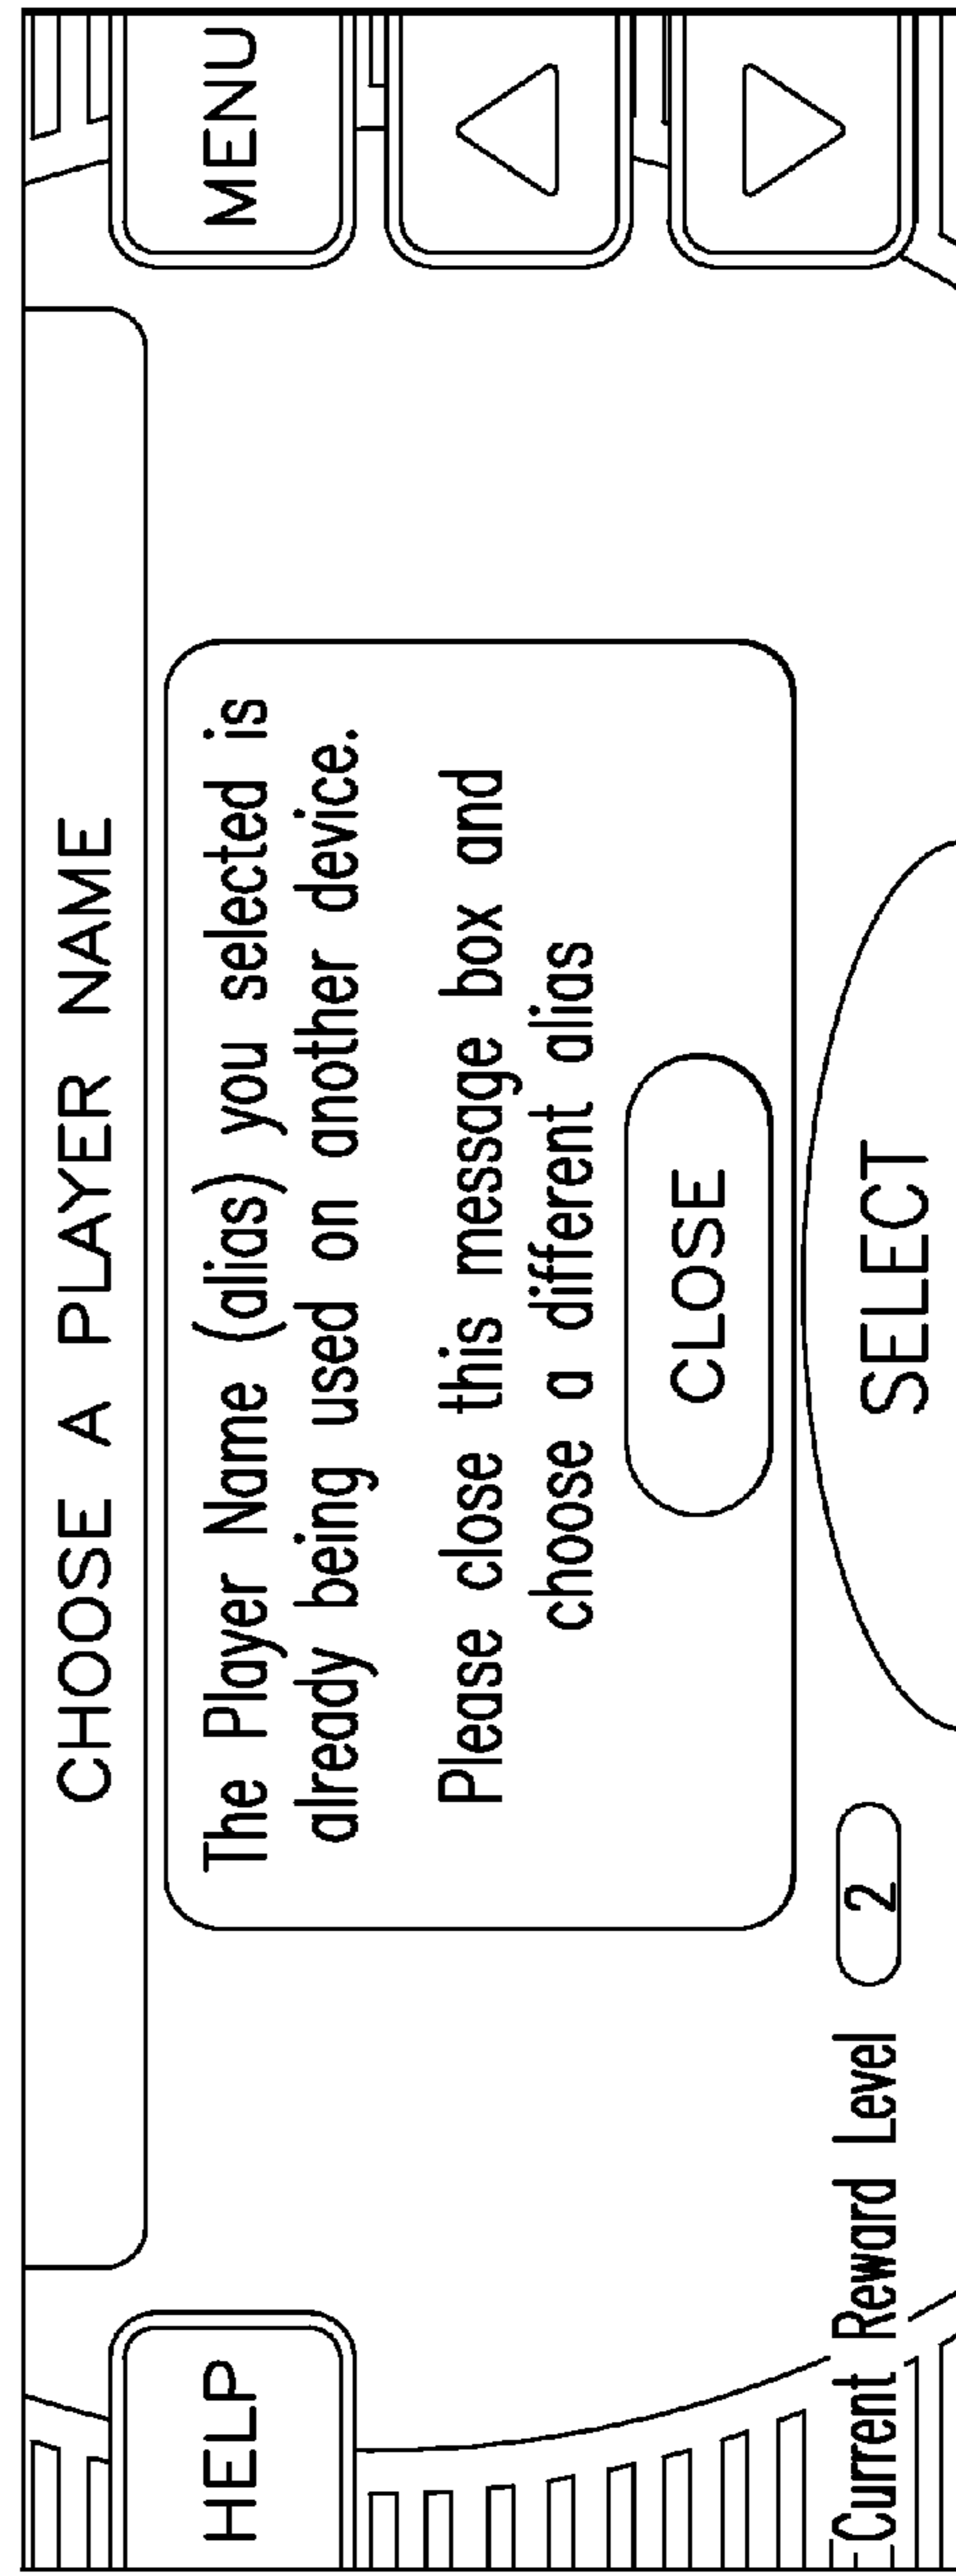 CHOOSE A PLAYER NAME
HELP
MENU
The Player Name (alias) you selected is
already being used on another device.
Please close this message box and
choose a different alias
CLOSE
Current Reward Level 2
SELECT